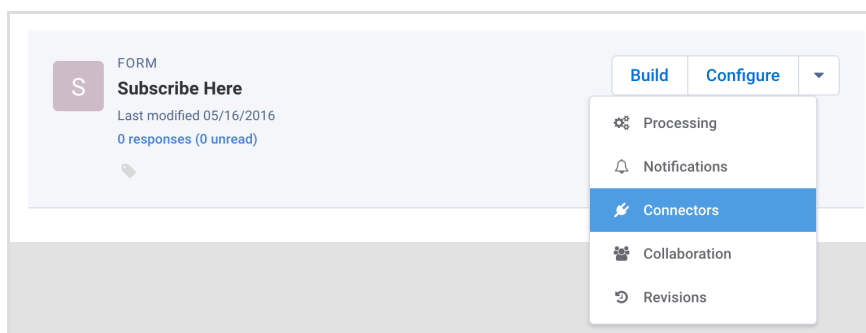 S
FORM
Subscribe Here
Last modified 05/16/2016
0 responses (0 unread)
Build Configure
Processing
Notifications
Connectors
Collaboration
Revisions